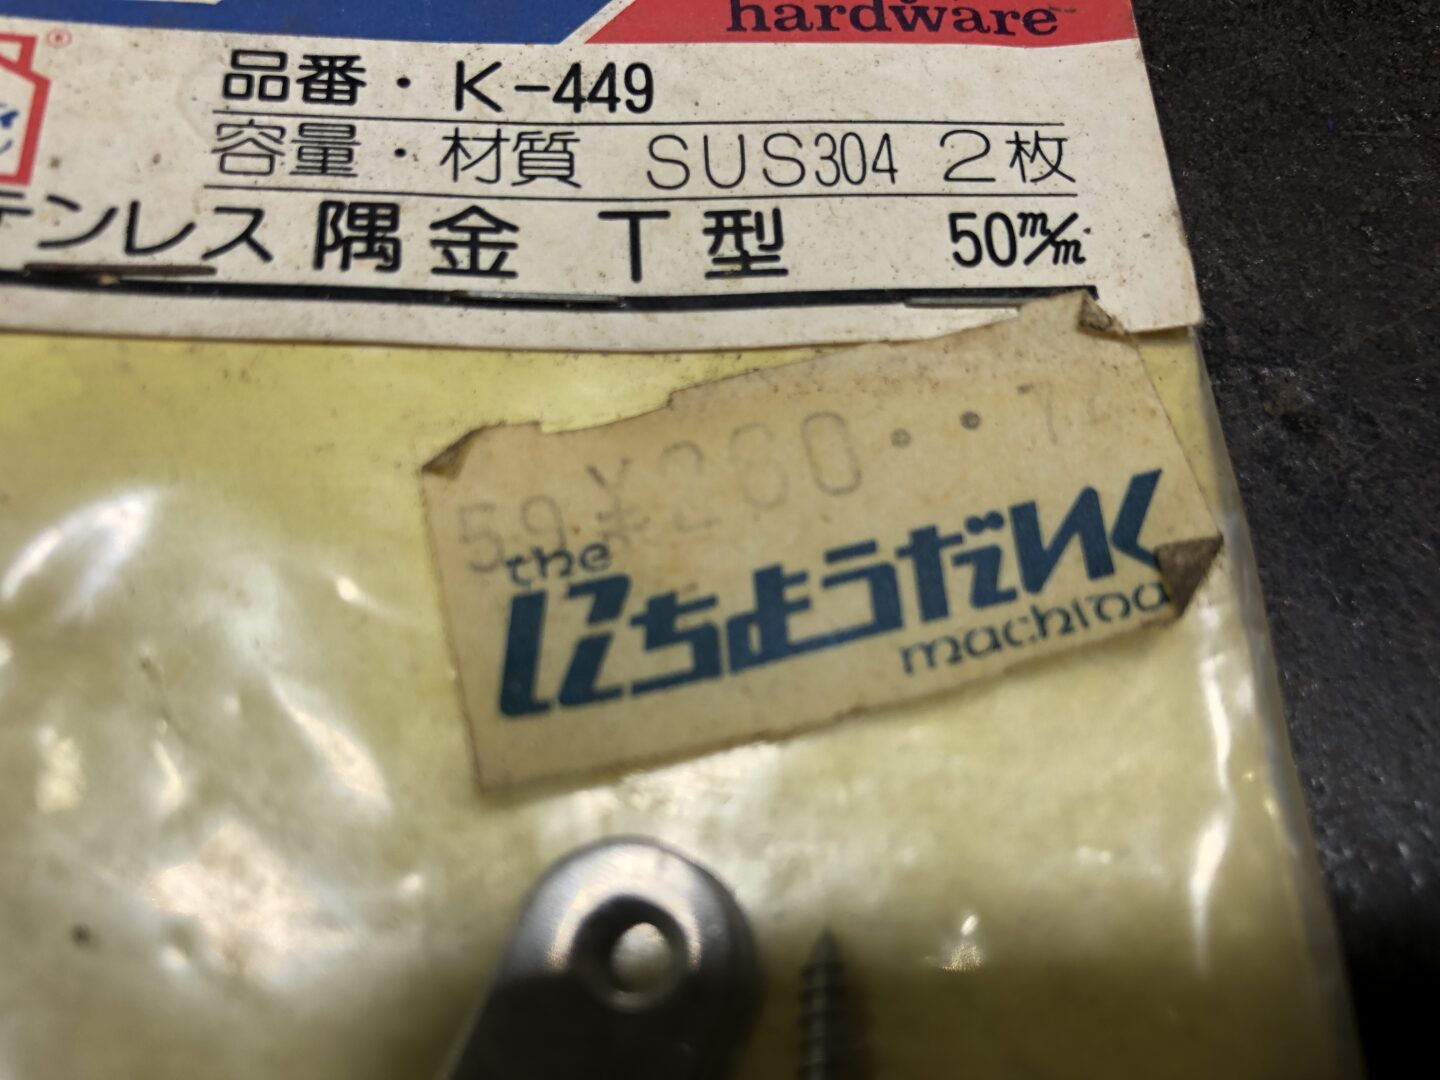 hardware
品番・K-449
容量・材質 SUS304 2枚
テンレス 隅金 T型 50m/m
59 ¥260・・7
the
にちようだいく
machida